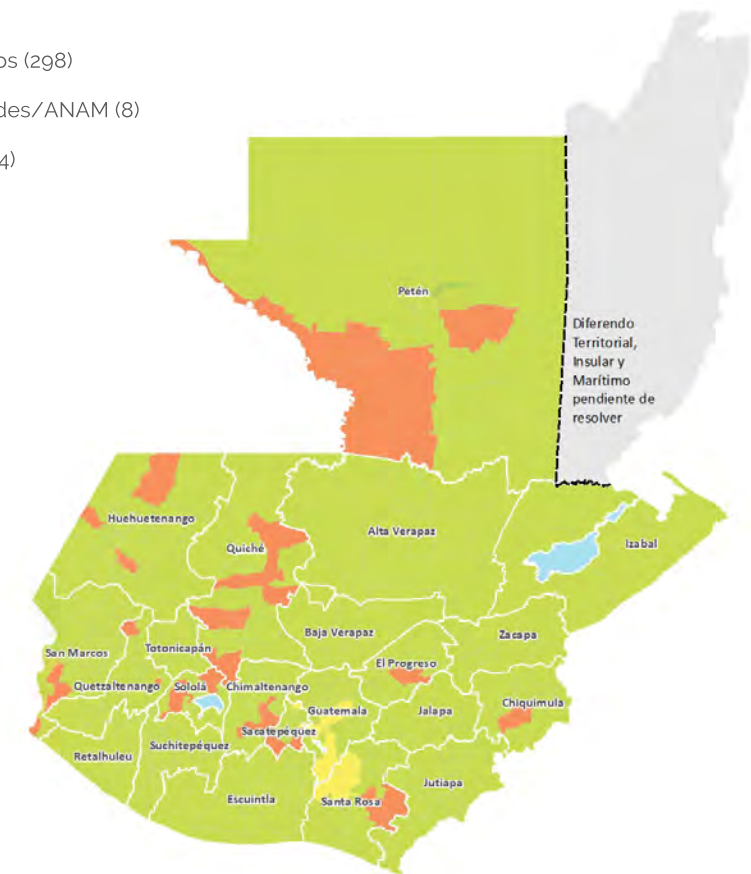 os (298)
des/ANAM (8)
4)
Petén
Diferendo
Territorial,
Insular y
Marítimo
pendiente de
resolver
Huehuetenango
Quiché
Alta Verapaz
Izabal
Baja Verapaz
Zacapa
San Marcos
Totonicapán
El Progreso
Quetzaltenango
Sololá
Chimaltenango
Chiquimula
Guatemala
Jalapa
Sacatepéquez
Suchitepéquez
Retalhuleu
Jutiapa
Escuintla
Santa Rosa